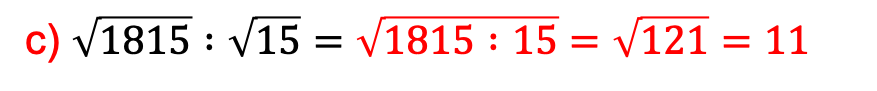 c) √1815 : √15 = √1815 : 15 = √121 = 11